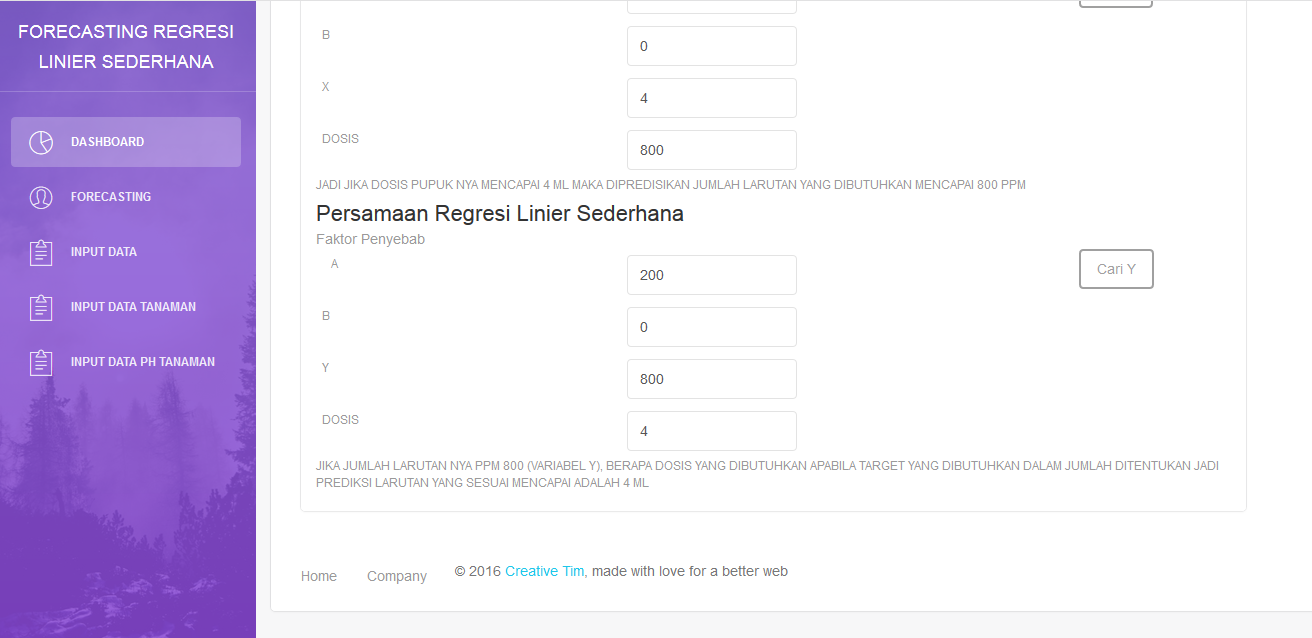 FORECASTING REGRESI
LINIER SEDERHANA
DASHBOARD
FORECASTING
INPUT DATA
INPUT DATA TANAMAN
INPUT DATA PH TANAMAN
B
0
X
4
DOSIS
800
JADI JIKA DOSIS PUPUK NYA MENCAPAI 4 ML MAKA DIPREDISIKAN JUMLAH LARUTAN YANG DIBUTUHKAN MENCAPAI 800 PPM
Persamaan Regresi Linier Sederhana
Faktor Penyebab
A
200
Cari Y
B
0
Y
800
DOSIS
4
JIKA JUMLAH LARUTAN NYA PPM 800 (VARIABEL Y), BERAPA DOSIS YANG DIBUTUHKAN APABILA TARGET YANG DIBUTUHKAN DALAM JUMLAH DITENTUKAN JADI
PREDIKSI LARUTAN YANG SESUAI MENCAPAI ADALAH 4 ML
Home Company © 2016 Creative Tim, made with love for a better web